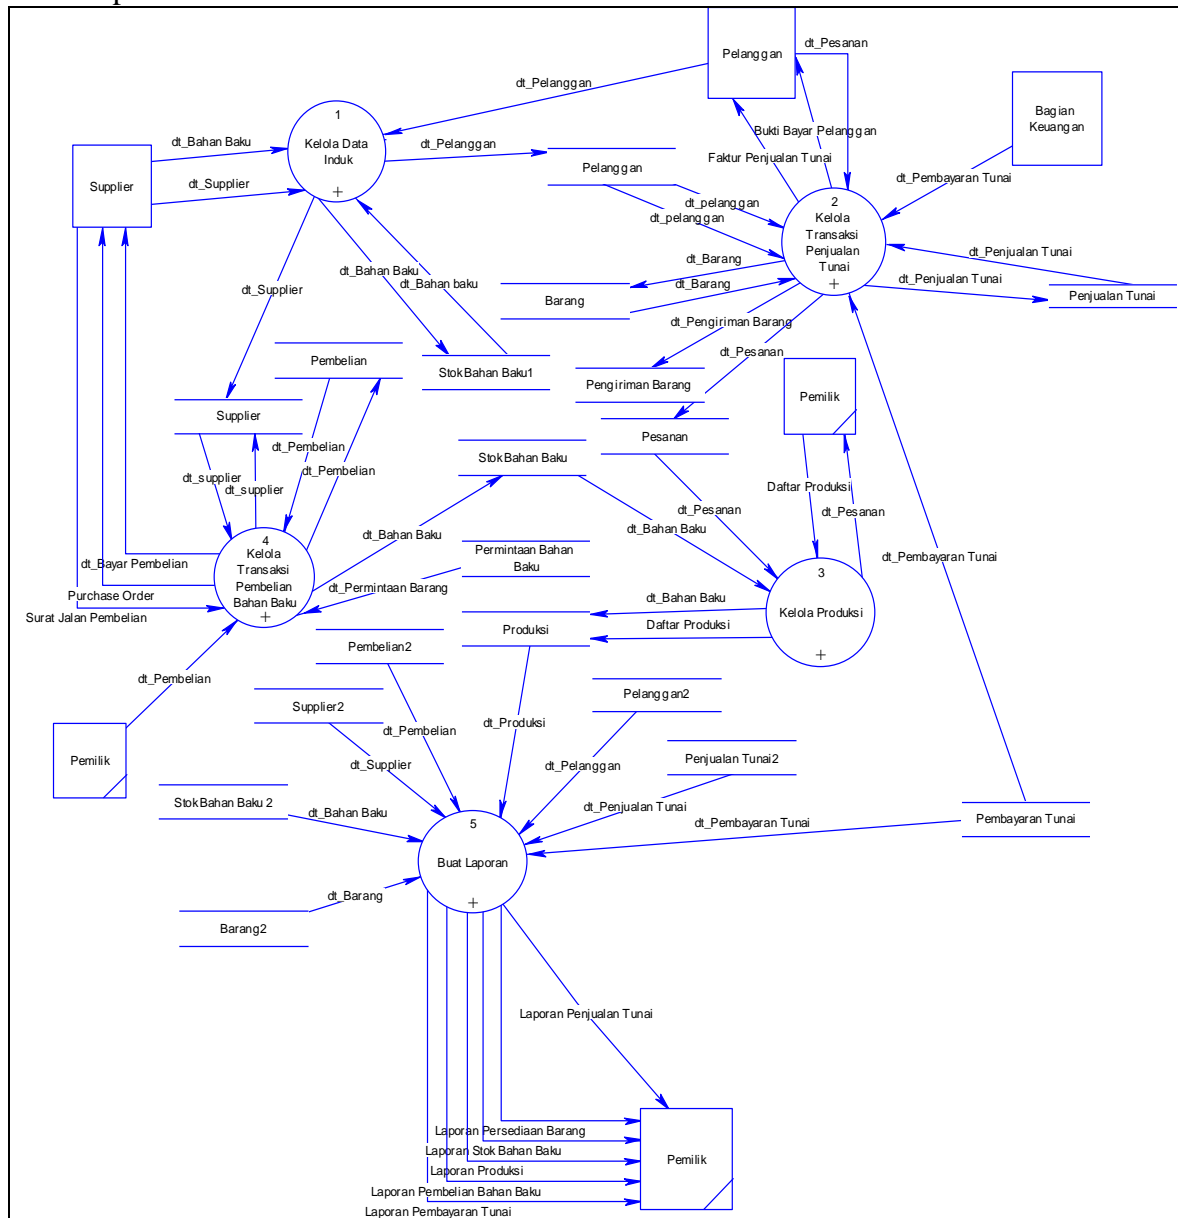 dt_Pesanan
Pelanggan
dt_Pelanggan
Bagian
Keuangan
1
Kelola Data
Induk
+
dt_Bahan Baku
dt_Pelanggan
Bukti Bayar Pelanggan
Faktur Penjualan Tunai
Supplier
dt_Supplier
Pelanggan
dt_Pembayaran Tunai
dt_pelanggan
dt_pelanggan
2
Kelola
Transaksi
Penjualan
Tunai
+
dt_Penjualan Tunai
dt_Penjualan Tunai
Penjualan Tunai
dt_Barang
dt_Barang
Barang
dt_Bahan Baku
dt_Bahan baku
dt_Supplier
dt_Pengiriman Barang
dt_Pesanan
Pembelian
StokBahan Baku1
Pengiriman Barang
Pemilik
Supplier
Pesanan
dt_Pembelian
dt_Pembelian
dt_supplier
dt_supplier
StokBahan Baku
Daftar Produksi
dt_Pesanan
dt_Pesanan
dt_Bahan Baku
dt_Bahan Baku
4
Kelola
Transaksi
Pembelian
Bahan Baku
+
Permintaan Bahan
Baku
dt_Permintaan Barang
dt_Pembayaran Tunai
dt_Bayar Pembelian
Purchase Order
Surat Jalan Pembelian
3
Kelola Produksi
+
dt_Bahan Baku
Daftar Produksi
Produksi
Pembelian2
dt_Pembelian
Supplier2
Pelanggan2
dt_Produksi
dt_Pembelian
dt_Supplier
dt_Pelanggan
Penjualan Tunai2
Pemilik
StokBahan Baku 2
dt_Bahan Baku
dt_Penjualan Tunai
dt_Pembayaran Tunai
Pembayaran Tunai
5
Buat Laporan
+
dt_Barang
Barang2
Laporan Penjualan Tunai
Laporan Persediaan Barang
Laporan Stok Bahan Baku
Laporan Produksi
Laporan Pembelian Bahan Baku
Laporan Pembayaran Tunai
Pemilik